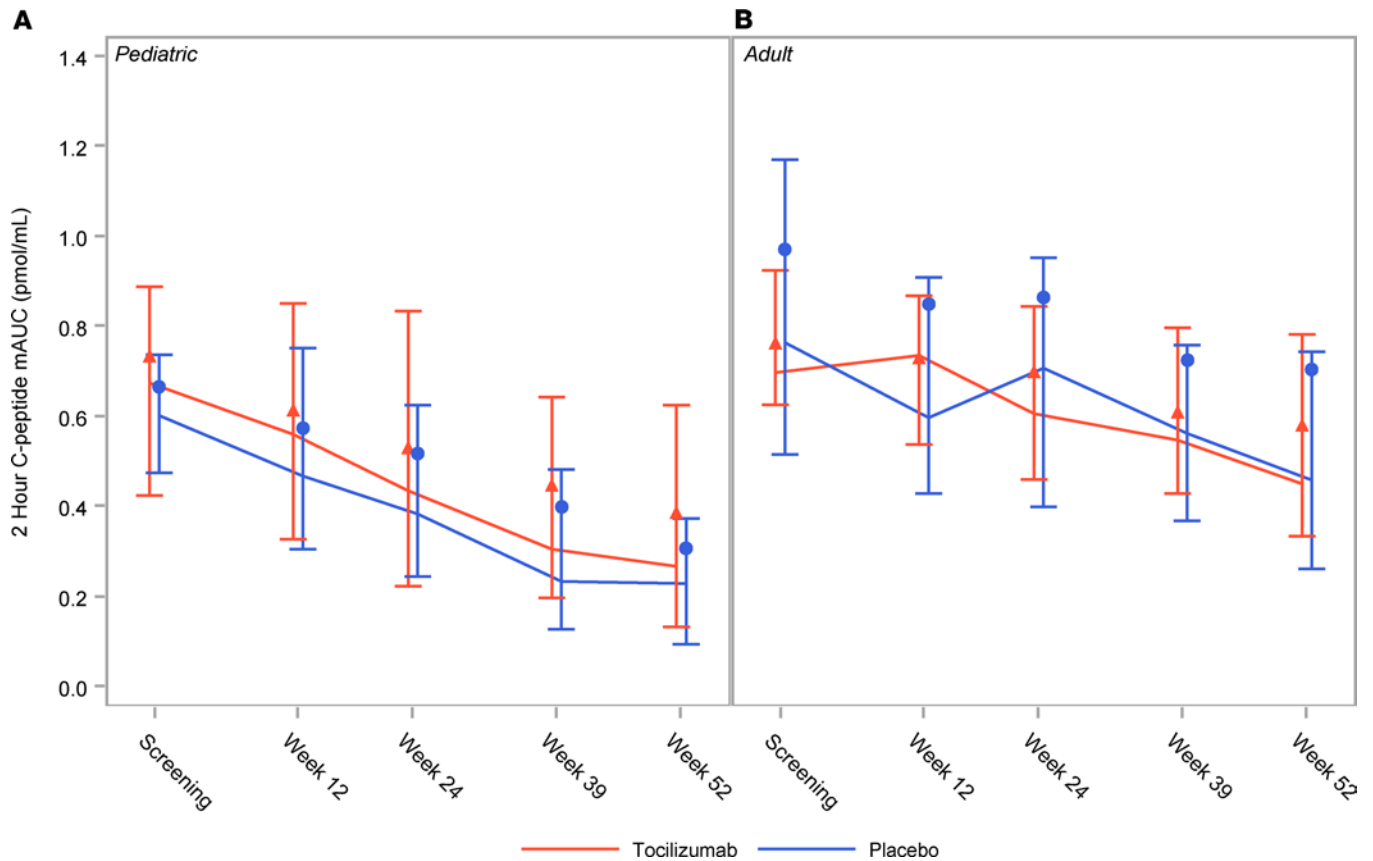 A
B
Pediatric
Adult
2 Hour C-peptide mAUC (pmol/mL)
1.4
1.2
1.0
0.8
0.6
0.4
0.2
0.0
Screening
Week 12
Week 24
Week 39
Week 52
Screening
Week 12
Week 24
Week 39
Week 52
Tocilizumab
Placebo